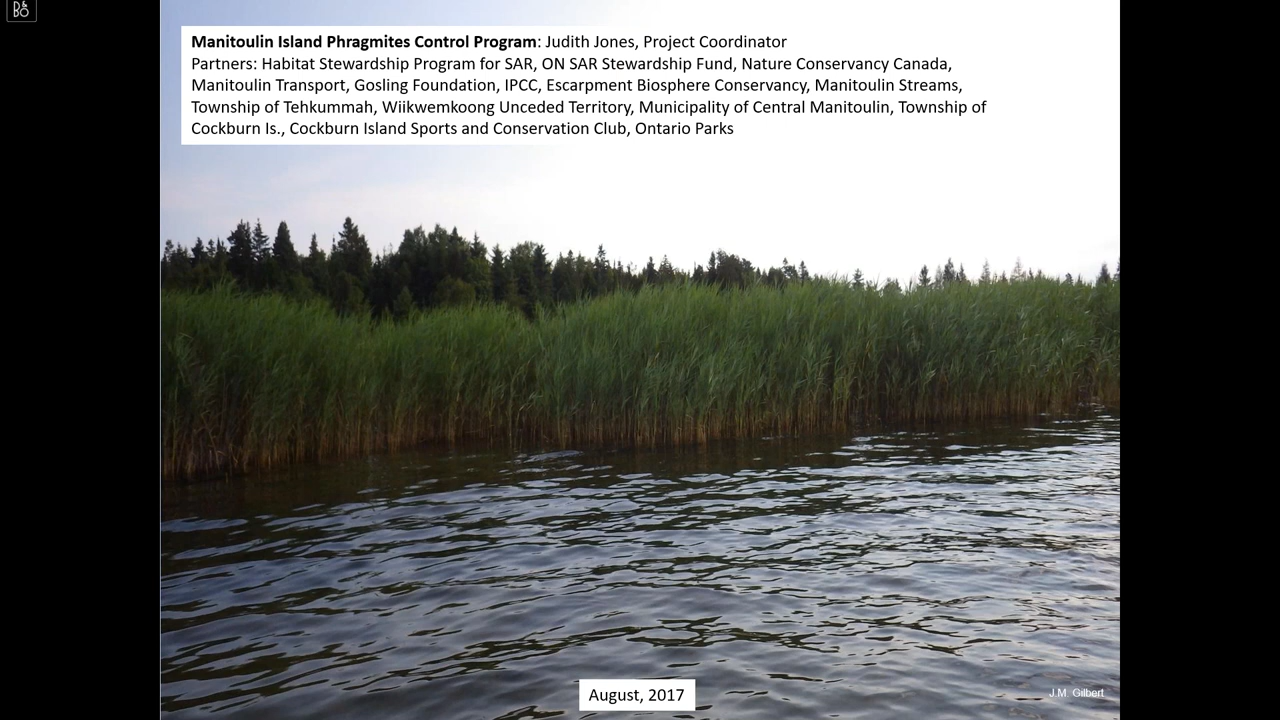 B&O
Manitoulin Island Phragmites Control Program: Judith Jones, Project Coordinator
Partners: Habitat Stewardship Program for SAR, ON SAR Stewardship Fund, Nature Conservancy Canada,
Manitoulin Transport, Gosling Foundation, IPCC, Escarpment Biosphere Conservancy, Manitoulin Streams,
Township of Tehkummah, Wiikwemkoong Unceded Territory, Municipality of Central Manitoulin, Township of
Cockburn Is., Cockburn Island Sports and Conservation Club, Ontario Parks
August, 2017
J.M. Gilbert